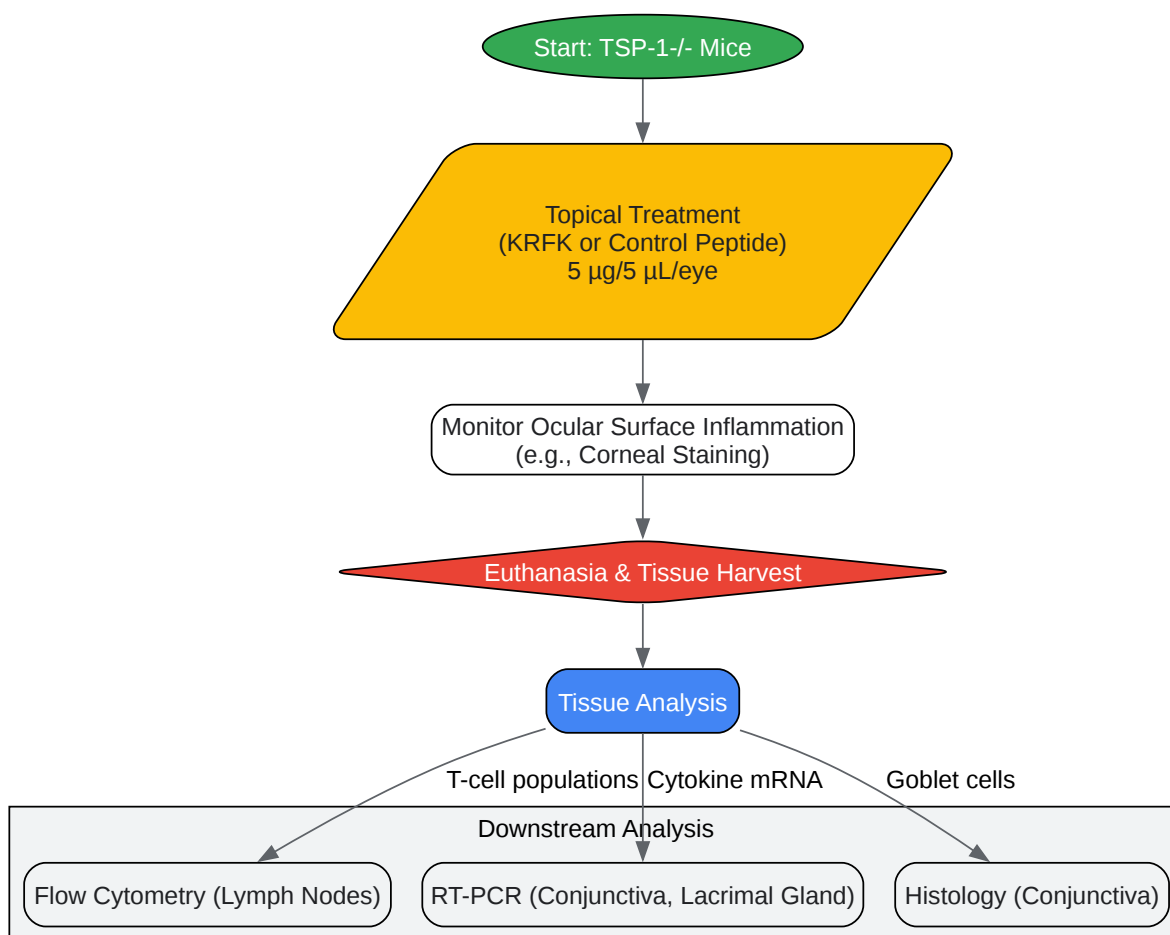 Start: TSP-1-/- Mice
Topical Treatment
(KRFK or Control Peptide)
5 µg/5 µL/eye
Monitor Ocular Surface Inflammation
(e.g., Corneal Staining)
Euthanasia & Tissue Harvest
Tissue Analysis
T-cell populations
Cytokine mRNA
Goblet cells
Downstream Analysis
Flow Cytometry (Lymph Nodes)
RT-PCR (Conjunctiva, Lacrimal Gland)
Histology (Conjunctiva)